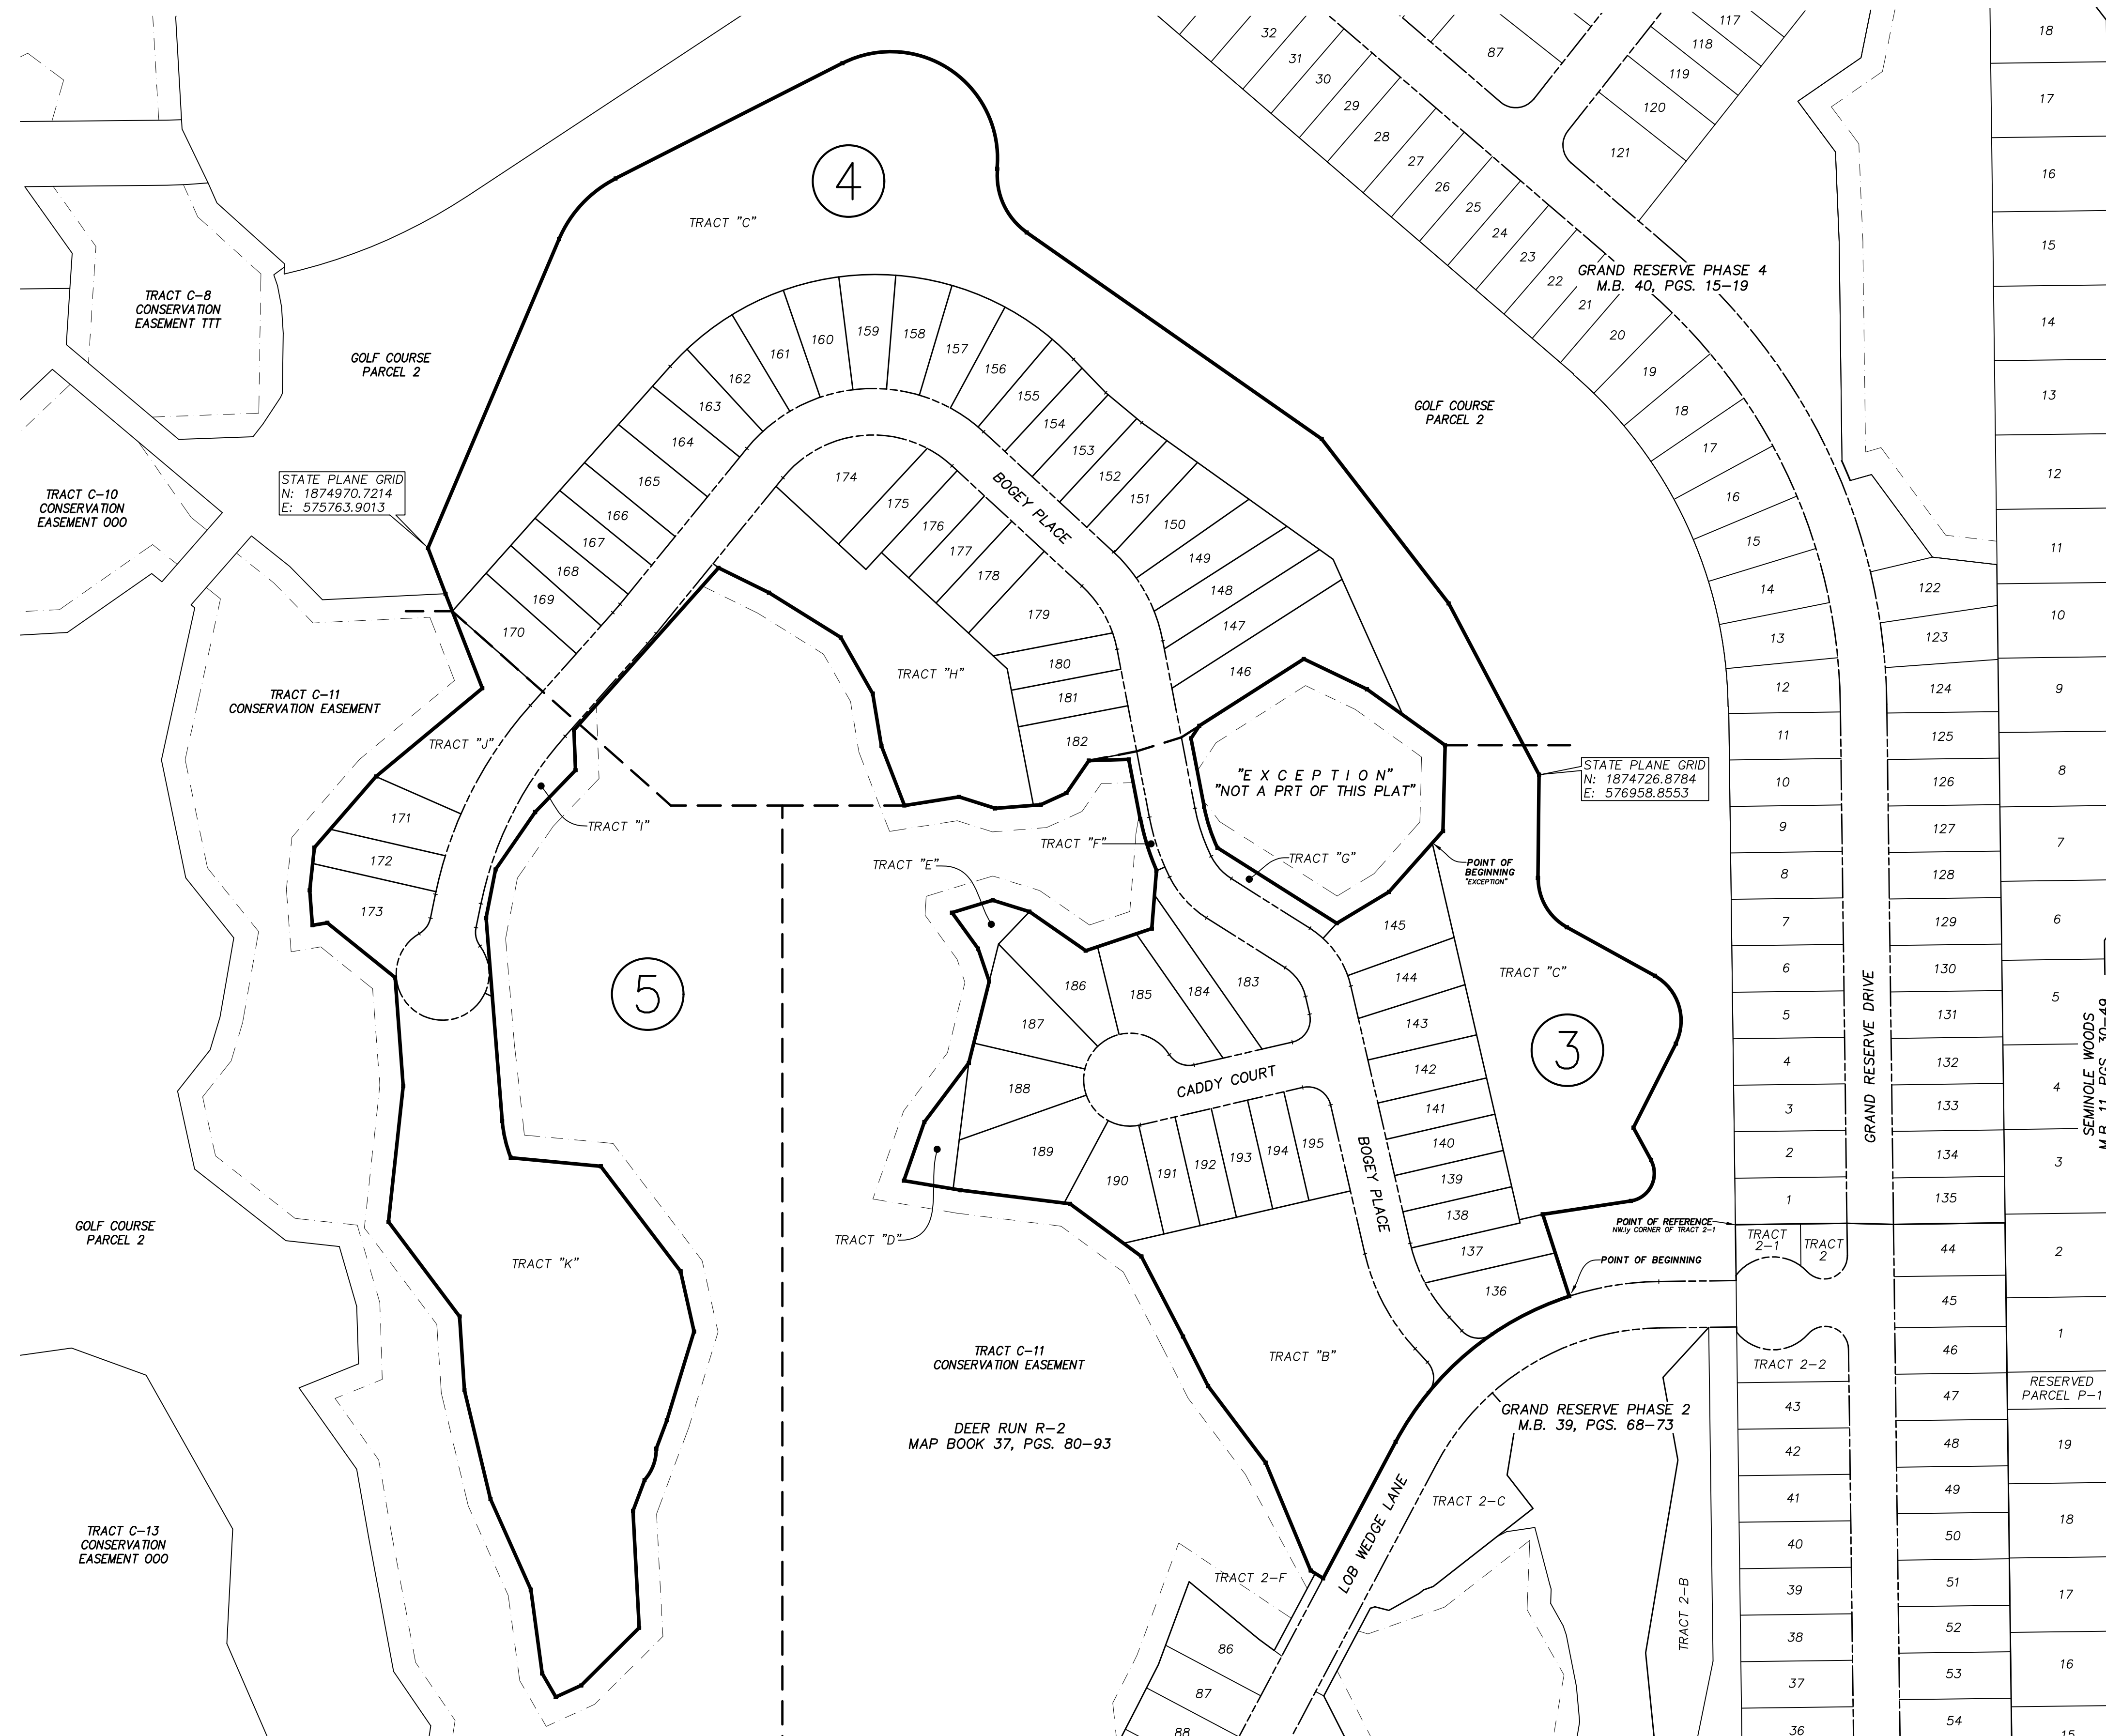 32
31
30
29
28
27
26
25
24
23
22
21
20
19
18
17
16
15
14
13
12
11
10
9
8
7
6
5
4
3
2
1
87
117
118
119
120
121
GRAND RESERVE PHASE 4
M.B. 40, PGS. 15-19
18
17
16
15
14
13
12
11
10
9
8
7
6
5
4
3
2
1
RESERVED
PARCEL P-1
19
18
17
16
15
SEMINOLE WOODS
M.B. 11, PGS. 30-49
122
123
124
125
126
127
128
129
130
131
132
133
134
135
GRAND RESERVE DRIVE
44
45
46
47
48
49
50
51
52
53
54
TRACT
2-1
TRACT
2
TRACT 2-2
43
42
41
40
39
38
37
36
TRACT 2-B
4
TRACT "C"
TRACT C-8
CONSERVATION
EASEMENT TTT
GOLF COURSE
PARCEL 2
GOLF COURSE
PARCEL 2
TRACT C-10
CONSERVATION
EASEMENT OOO
STATE PLANE GRID
N: 1874970.7214
E: 575763.9013
TRACT C-11
CONSERVATION EASEMENT
159
158
157
156
155
154
153
152
151
150
149
148
147
146
160
161
162
163
164
165
166
167
168
169
170
BOGEY PLACE
174
175
176
177
178
179
180
181
182
TRACT "H"
TRACT "J"
171
172
173
TRACT "I"
5
TRACT "K"
"E X C E P T I O N"
"NOT A PRT OF THIS PLAT"
STATE PLANE GRID
N: 1874726.8784
E: 576958.8553
TRACT "F"
TRACT "G"
TRACT "E"
POINT OF
BEGINNING
"EXCEPTION"
145
144
143
142
141
140
139
138
137
136
TRACT "C"
3
183
184
185
186
187
188
189
190
191
192
193
194
195
CADDY COURT
BOGEY PLACE
TRACT "D"
TRACT "B"
POINT OF REFERENCE
NW.ly CORNER OF TRACT 2-1
POINT OF BEGINNING
GOLF COURSE
PARCEL 2
TRACT C-11
CONSERVATION EASEMENT
DEER RUN R-2
MAP BOOK 37, PGS. 80-93
GRAND RESERVE PHASE 2
M.B. 39, PGS. 68-73
TRACT 2-C
LOB WEDGE LANE
TRACT 2-F
86
87
88
TRACT C-13
CONSERVATION
EASEMENT OOO